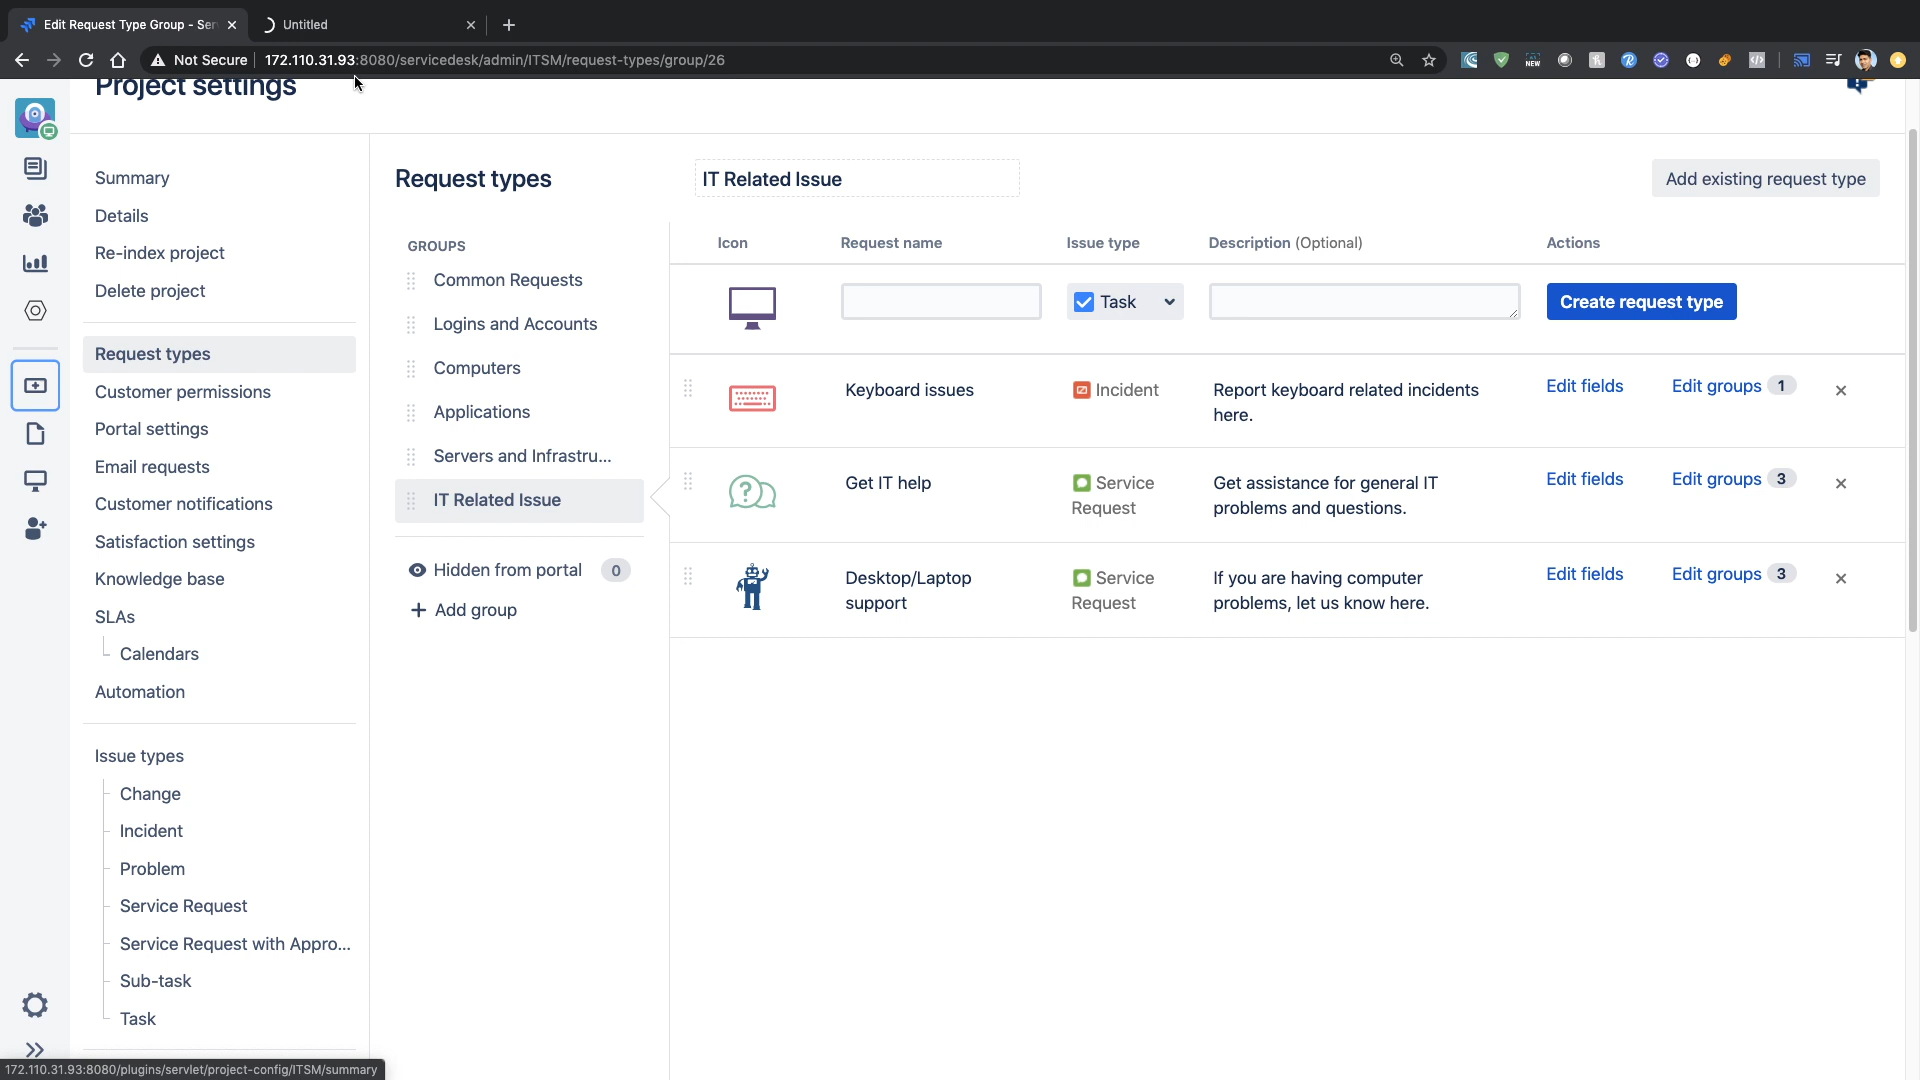 Edit Request Type Group - Ser
Untitled
Not Secure
172.110.31.93:8080/servicedesk/admin/ITSM/request-types/group/26
NEW
Project settings
Summary
Details
Re-index project
Delete project
Request types
Customer permissions
Portal settings
Email requests
Customer notifications
Satisfaction settings
Knowledge base
SLAs
Calendars
Automation
Issue types
Change
Incident
Problem
Service Request
Service Request with Appro...
Sub-task
Task
Request types
GROUPS
Common Requests
Logins and Accounts
Computers
Applications
Servers and Infrastru...
IT Related Issue
Hidden from portal 0
Add group
IT Related Issue
Add existing request type
Icon Request name Issue type Description (Optional) Actions
Task
Create request type
Keyboard issues
Incident
Report keyboard related incidents
here.
Edit fields
Edit groups 1
Get IT help
Service
Request
Get assistance for general IT
problems and questions.
Edit fields
Edit groups 3
Desktop/Laptop
support
Service
Request
If you are having computer
problems, let us know here.
Edit fields
Edit groups 3
172.110.31.93:8080/plugins/servlet/project-config/ITSM/summary